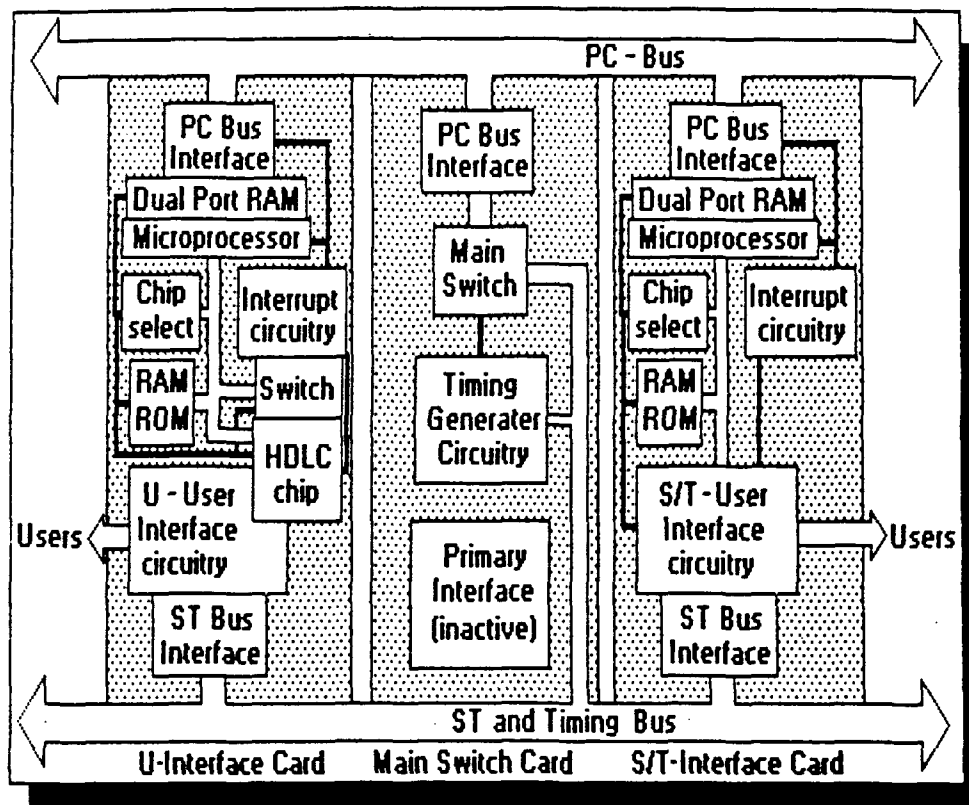 PC - Bus
PC Bus
Interface
Dual Port RAM
Microprocessor
Chip
select
Interrupt
circuitry
RAM
ROM
Switch
HDLC
chip
U - User
Interface
circuitry
Users
ST Bus
Interface
PC Bus
Interface
Main
Switch
Timing
Generater
Circuitry
Primary
Interface
(inactive)
PC Bus
Interface
Dual Port RAM
Microprocessor
Chip
select
Interrupt
circuitry
RAM
ROM
S/T-User
Interface
circuitry
Users
ST Bus
Interface
ST and Timing Bus
U-Interface Card
Main Switch Card
S/T-Interface Card